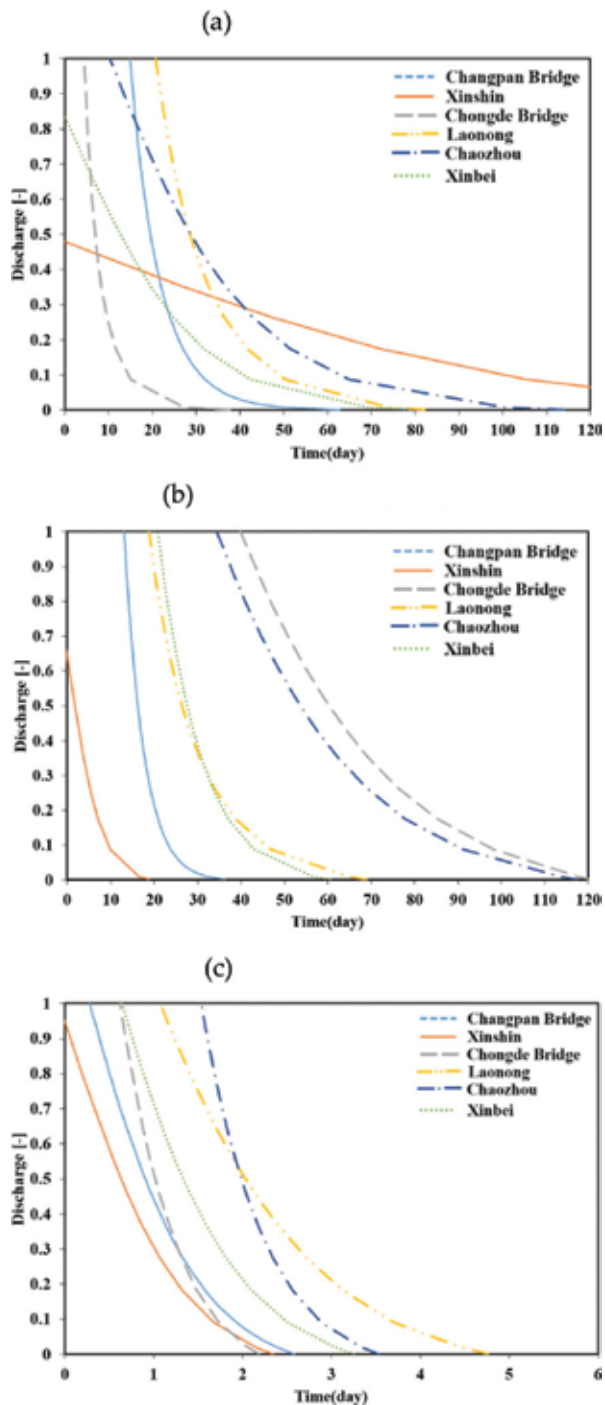 (a)
1
0.9
0.8
0.7
0.6
0.5
0.4
0.3
0.2
0.1
0
Discharge [-]
Changpan Bridge
Xinshin
Chongde Bridge
Laonong
Chaozhou
Xinbei
0 10 20 30 40 50 60 70 80 90 100 110 120
Time(day)
(b)
1
0.9
0.8
0.7
0.6
0.5
0.4
0.3
0.2
0.1
0
Discharge [-]
Changpan Bridge
Xinshin
Chongde Bridge
Laonong
Chaozhou
Xinbei
0 10 20 30 40 50 60 70 80 90 100 110 120
Time(day)
(c)
1
0.9
0.8
0.7
0.6
0.5
0.4
0.3
0.2
0.1
0
Discharge [-]
Changpan Bridge
Xinshin
Chongde Bridge
Laonong
Chaozhou
Xinbei
0 1 2 3 4 5 6
Time(day)